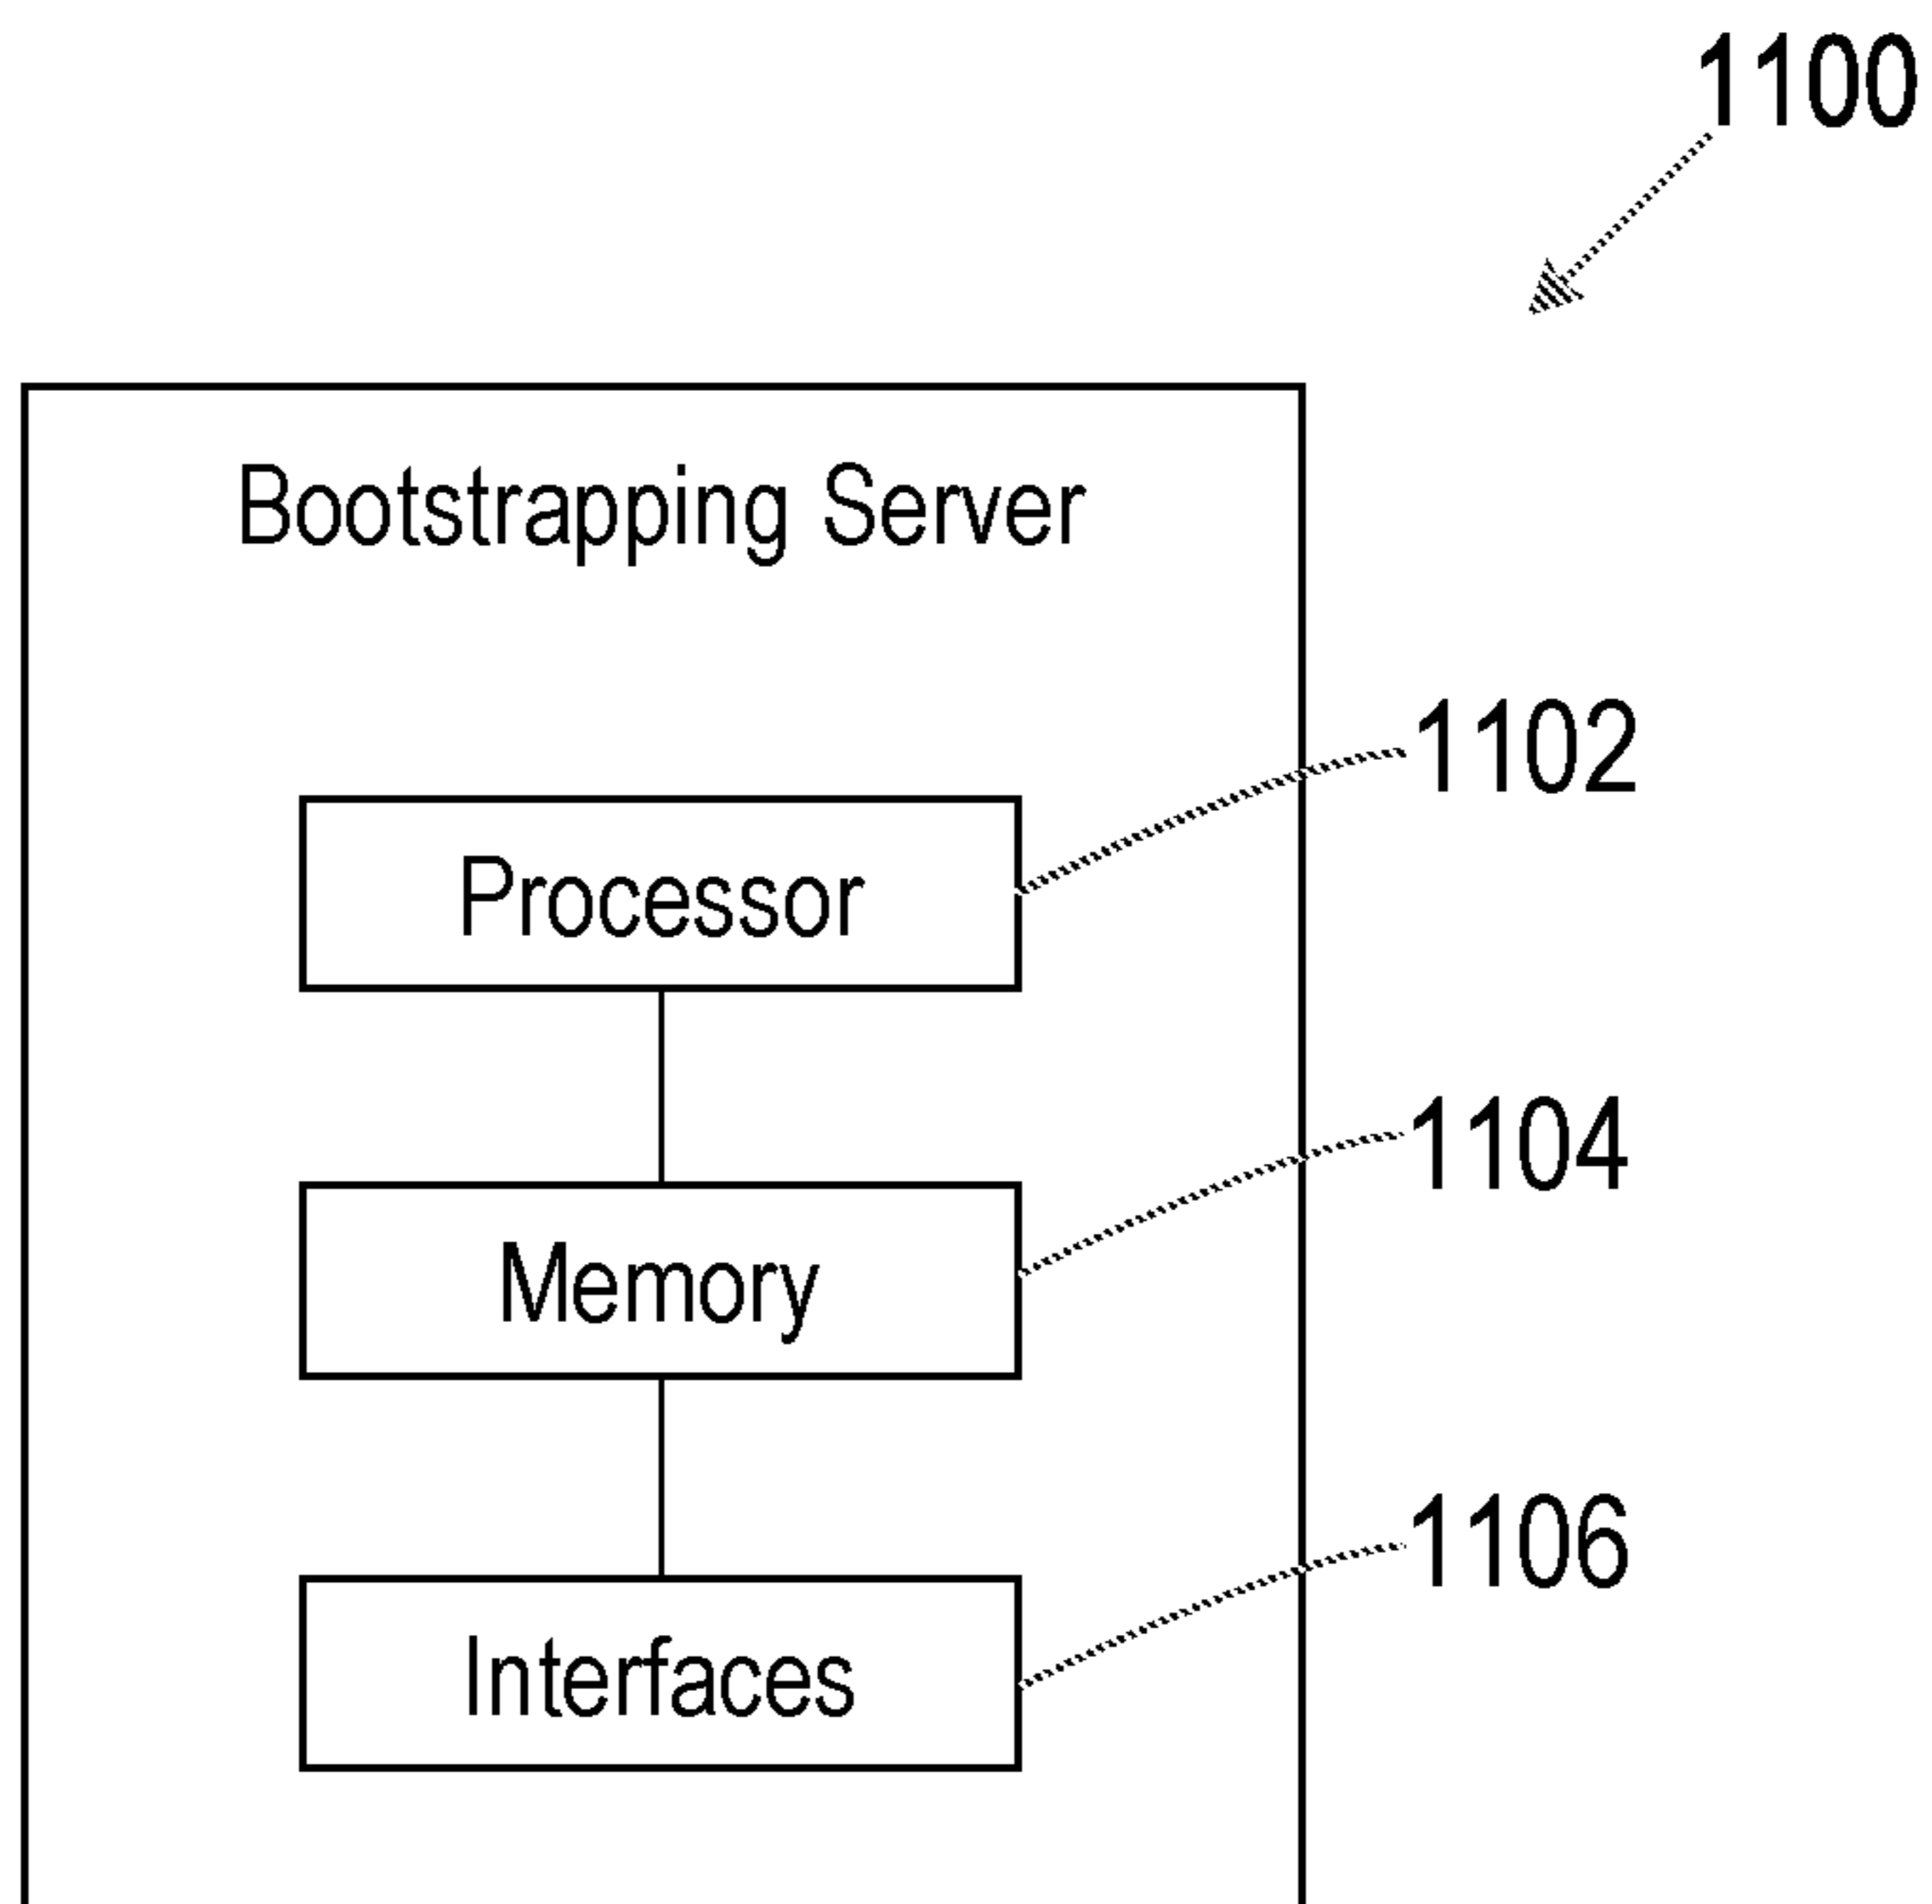 1100
Bootstrapping Server
1102
Processor
1104
Memory
1106
Interfaces